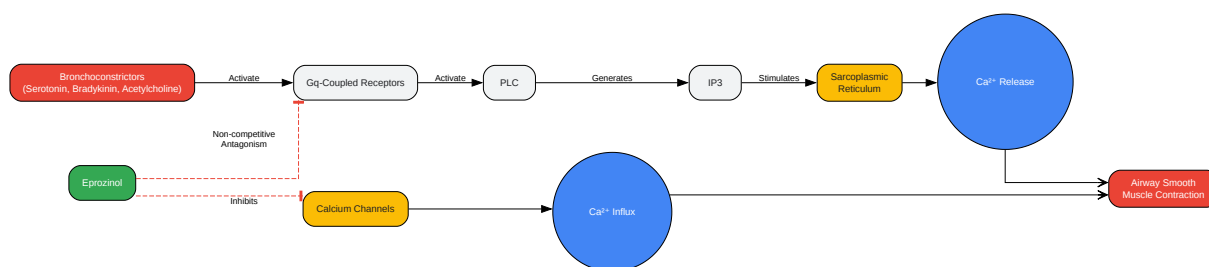 Bronchoconstrictors
(Serotonin, Bradykinin, Acetylcholine)
Activate
Gq-Coupled Receptors
Activate
PLC
Generates
IP3
Stimulates
Sarcoplasmic
Reticulum
Ca²⁺ Release
Non-competitive
Antagonism
Eprozinol
Inhibits
Calcium Channels
Ca²⁺ Influx
Airway Smooth
Muscle Contraction